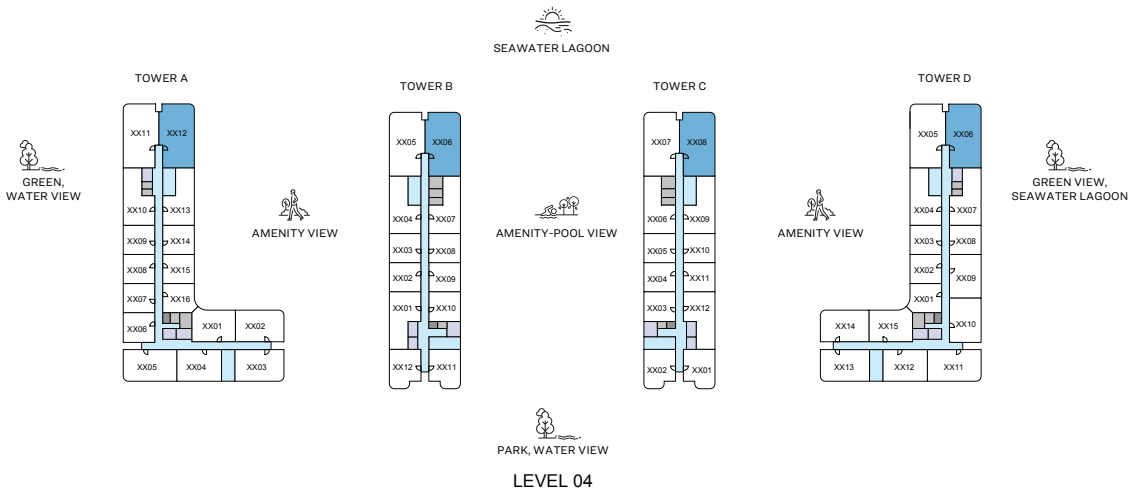 SEAWATER LAGOON
TOWER A
TOWER B
TOWER C
TOWER D
XX11 XX12
XX10 XX13
XX09 XX14
XX08 XX15
XX07 XX16
XX06 XX01 XX02
XX05 XX04 XX03
XX05 XX06
XX04 XX07
XX03 XX08
XX02 XX09
XX01 XX10
XX12 XX11
XX07 XX08
XX06 XX09
XX05 XX10
XX04 XX11
XX03 XX12
XX02 XX01
XX05 XX06
XX04 XX07
XX03 XX08
XX02 XX09
XX01
XX14 XX15 XX10
XX13 XX12 XX11
GREEN,
WATER VIEW
AMENITY VIEW
AMENITY-POOL VIEW
AMENITY VIEW
GREEN VIEW,
SEAWATER LAGOON
PARK, WATER VIEW
LEVEL 04